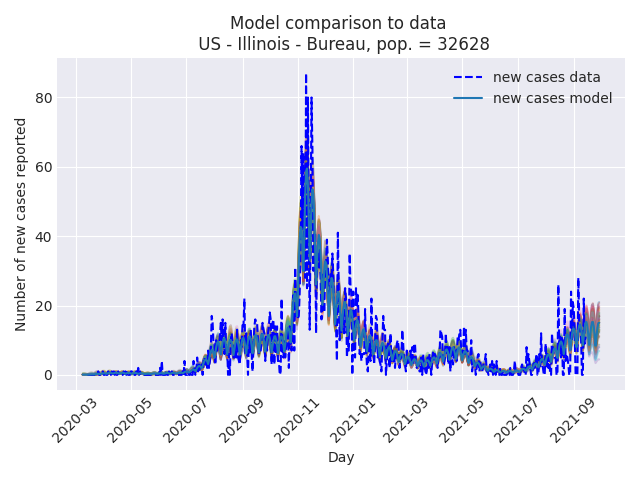 Model comparison to data
US - Illinois - Bureau, pop. = 32628
new cases data
new cases model
Number of new cases reported
80
60
40
20
0
2020-03
2020-05
2020-07
2020-09
2020-11
2021-01
2021-03
2021-05
2021-07
2021-09
Day